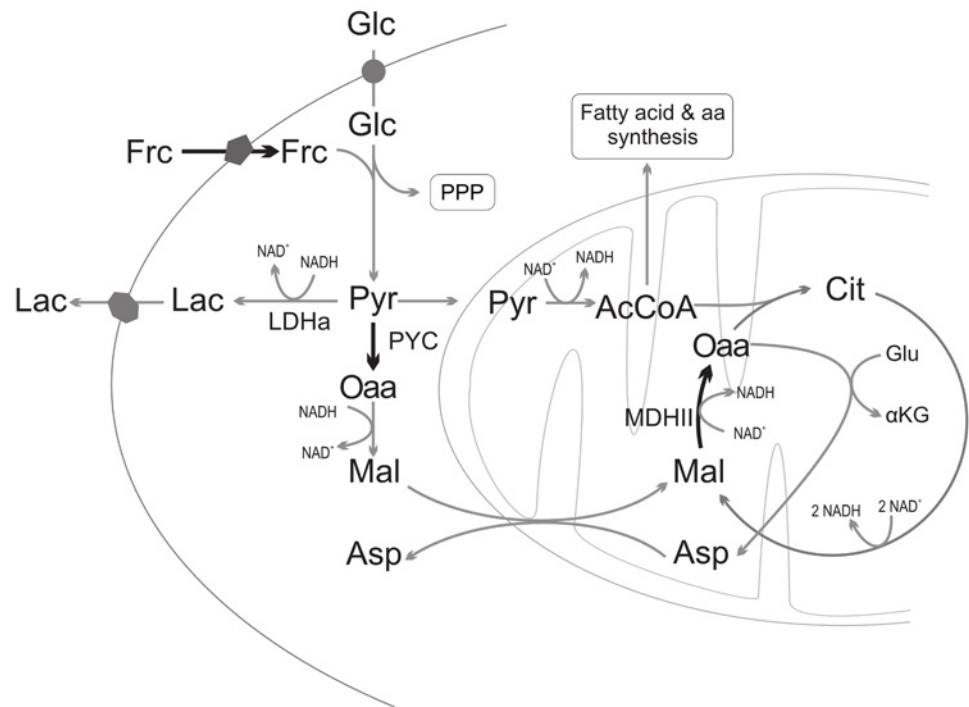 Glc
Glc
Fatty acid & aa
synthesis
Frc
Frc
PPP
NAD⁺
NADH
NAD⁺
NADH
Lac
Lac
Pyr
Pyr
AcCoA
Cit
LDHa
PYC
Oaa
Glu
Oaa
NADH
NADH
MDHII
αKG
NAD⁺
NAD⁺
Mal
Mal
2 NADH
2 NAD⁺
Asp
Asp